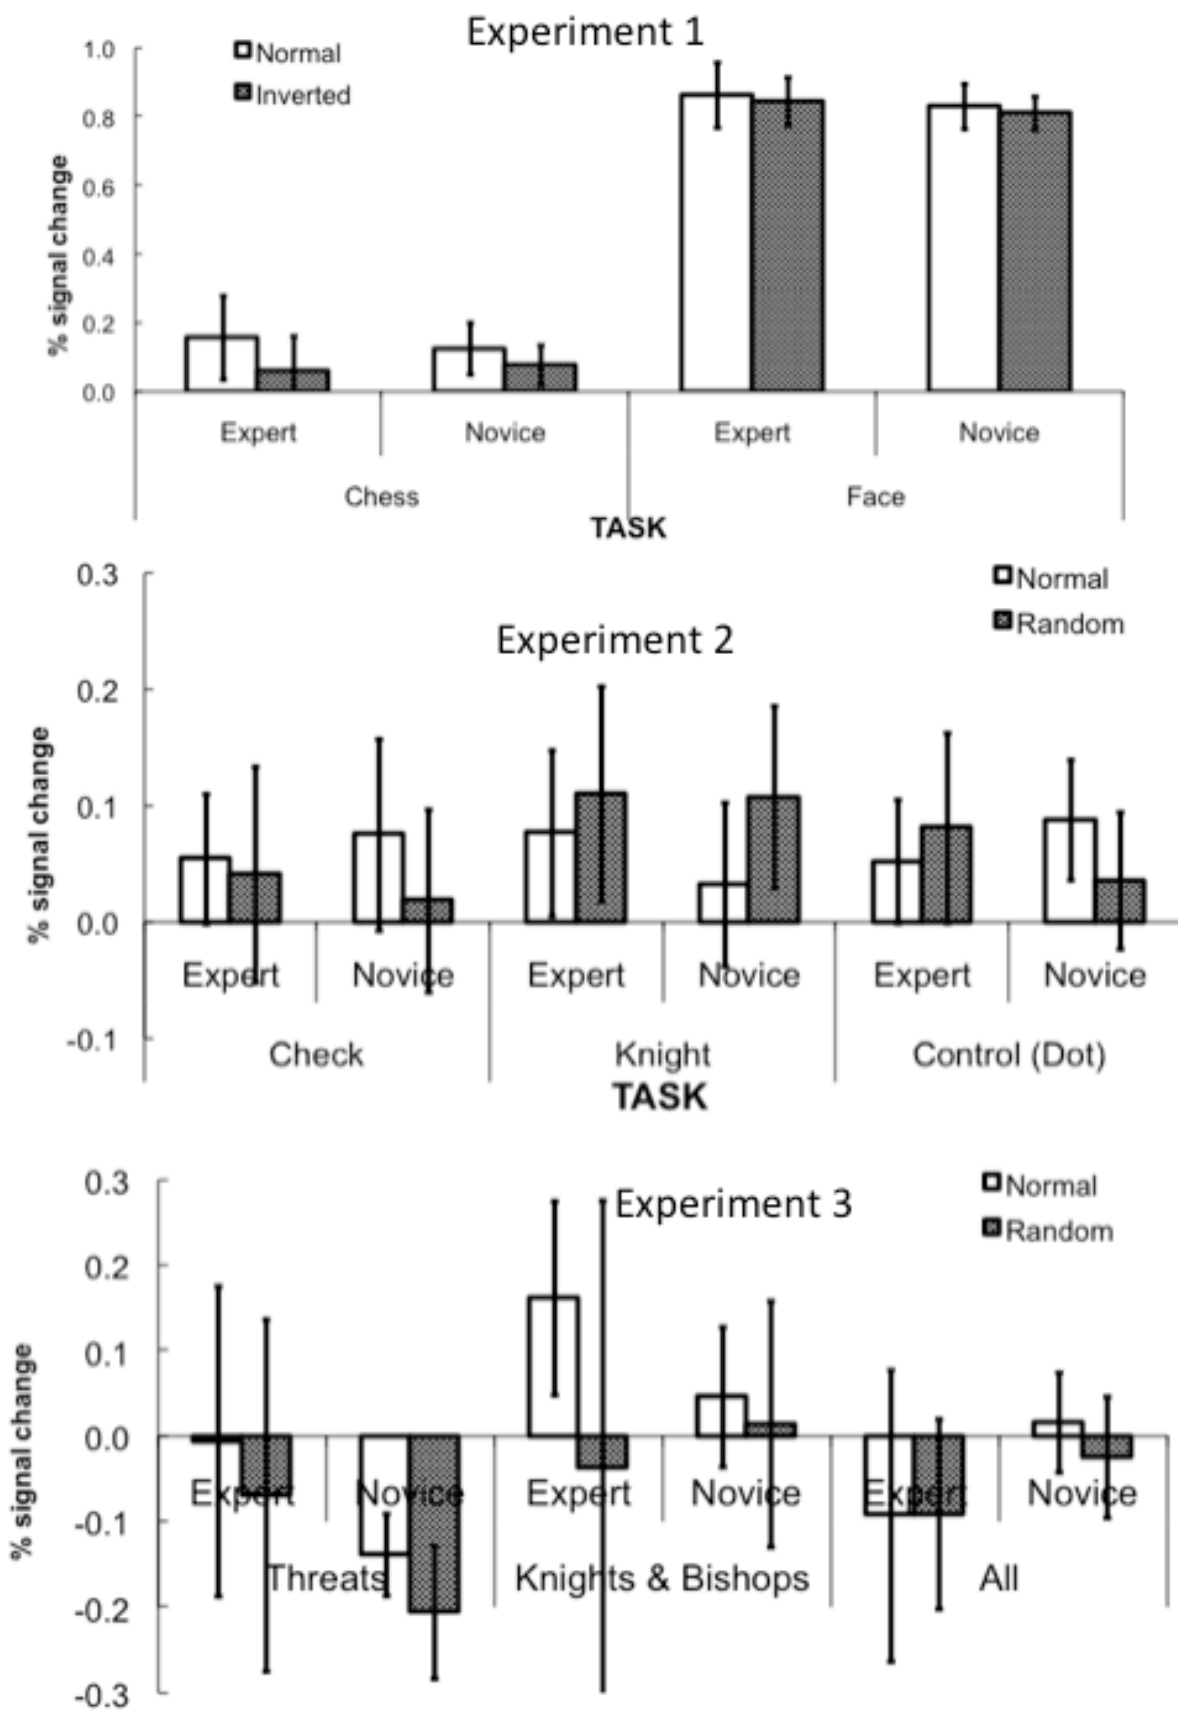 Experiment 1
Normal
Inverted
% signal change
1.0
0.8
0.6
0.4
0.2
0.0
Expert Novice Expert Novice
Chess Face
TASK
Experiment 2
Normal
Random
% signal change
0.3
0.2
0.1
0.0
-0.1
Expert Novice Expert Novice Expert Novice
Check Knight Control (Dot)
TASK
Experiment 3
Normal
Random
% signal change
0.3
0.2
0.1
0.0
-0.1
-0.2
-0.3
Expert Novice Expert Novice Expert Novice
Threats Knights & Bishops All